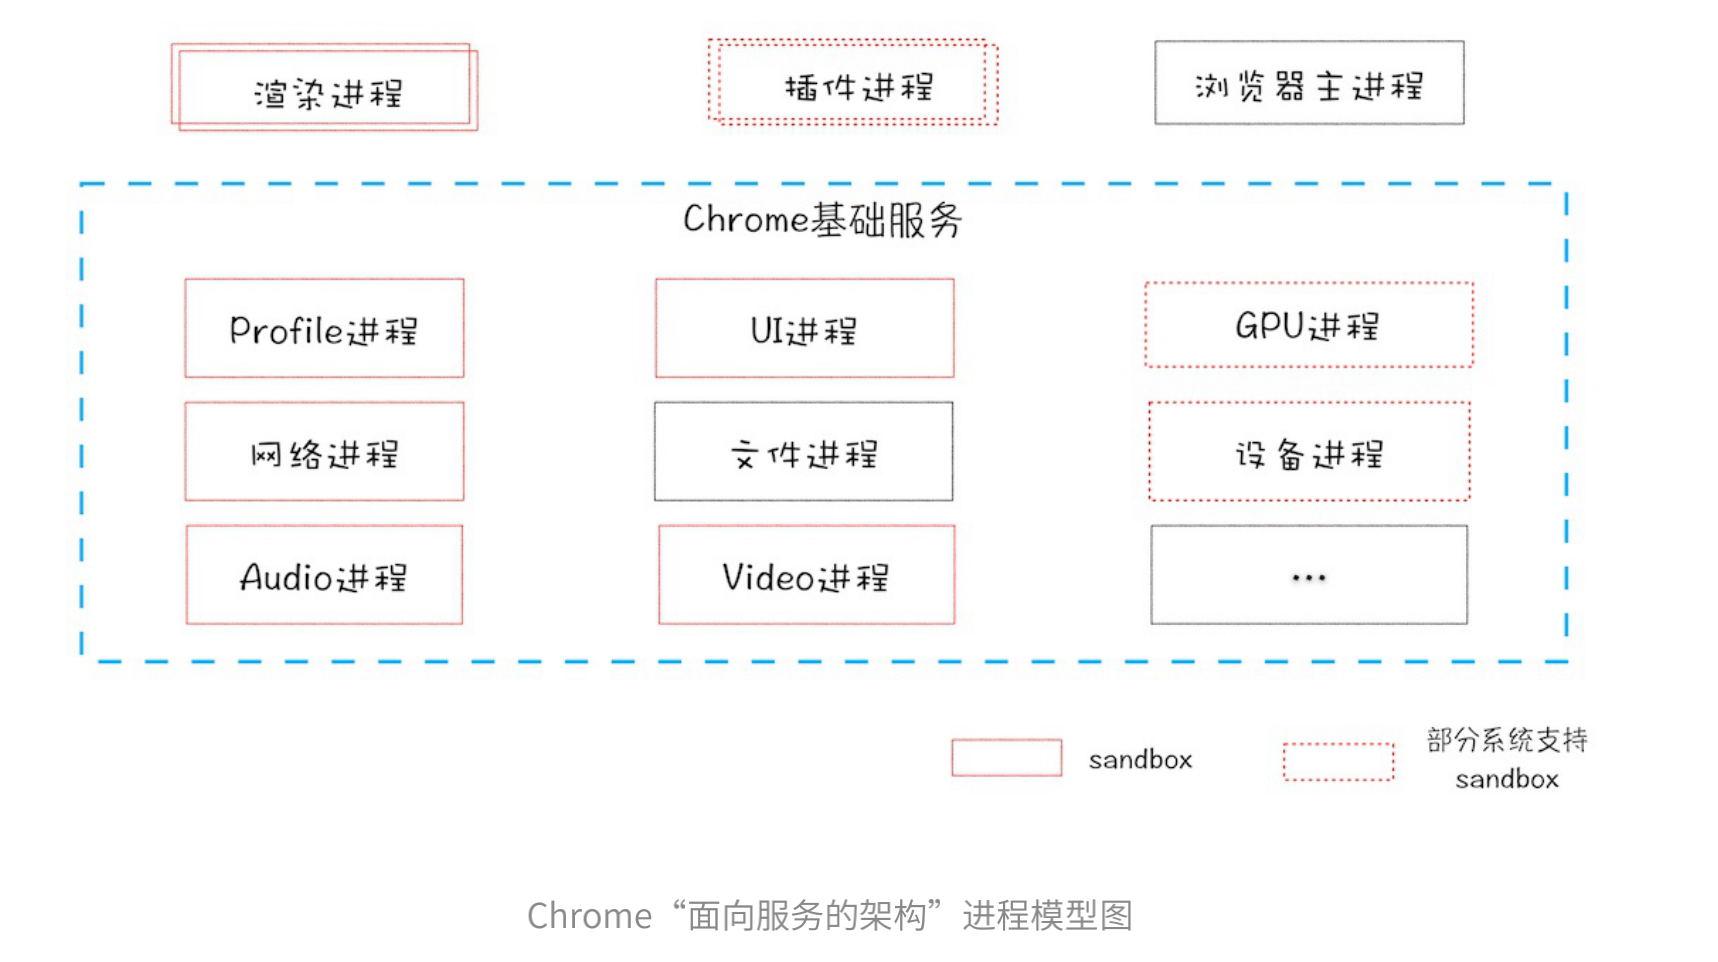 渲染进程
插件进程
浏览器主进程
Chrome基础服务
Profile进程
UI进程
GPU进程
网络进程
文件进程
设备进程
Audio进程
Video进程
...
sandbox
部分系统支持
sandbox
Chrome“面向服务的架构”进程模型图